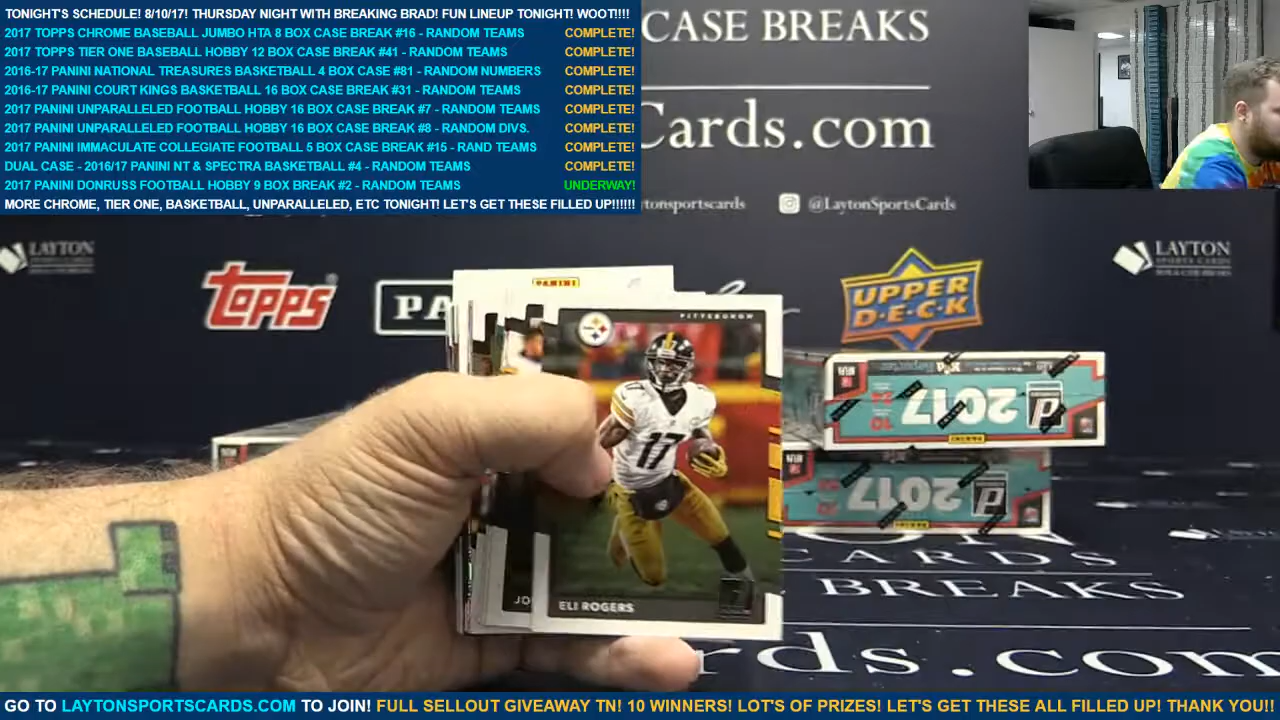 TONIGHT'S SCHEDULE! 8/10/17! THURSDAY NIGHT WITH BREAKING BRAD! FUN LINEUP TONIGHT! WOOT!!!!
2017 TOPPS CHROME BASEBALL JUMBO HTA 8 BOX CASE BREAK #16 - RANDOM TEAMS COMPLETE!
2017 TOPPS TIER ONE BASEBALL HOBBY 12 BOX CASE BREAK #41 - RANDOM TEAMS COMPLETE!
2016-17 PANINI NATIONAL TREASURES BASKETBALL 4 BOX CASE #81 - RANDOM NUMBERS COMPLETE!
2016-17 PANINI COURT KINGS BASKETBALL 16 BOX CASE BREAK #31 - RANDOM TEAMS COMPLETE!
2017 PANINI UNPARALLELED FOOTBALL HOBBY 16 BOX CASE BREAK #7 - RANDOM TEAMS COMPLETE!
2017 PANINI UNPARALLELED FOOTBALL HOBBY 16 BOX CASE BREAK #8 - RANDOM DIVS. COMPLETE!
2017 PANINI IMMACULATE COLLEGIATE FOOTBALL 5 BOX CASE BREAK #15 - RAND TEAMS COMPLETE!
DUAL CASE - 2016/17 PANINI NT & SPECTRA BASKETBALL #4 - RANDOM TEAMS COMPLETE!
2017 PANINI DONRUSS FOOTBALL HOBBY 9 BOX BREAK #2 - RANDOM TEAMS UNDERWAY!
MORE CHROME, TIER ONE, BASKETBALL, UNPARALLELED, ETC TONIGHT! LET'S GET THESE FILLED UP!!!!!!
CASE BREAKS
Cards.com
tonsportscards @LaytonSportsCards
LAYTON
LAYTON
SPORTS CARDS
TOPPS
PA
UPPER
D·E·C·K
PANINI
PITTSBURGH
17
JO
ELI ROGERS
2017
PANINI
2017
PANINI
CARDS
BREAKS
rds.com
GO TO LAYTONSPORTSCARDS.COM TO JOIN! FULL SELLOUT GIVEAWAY TN! 10 WINNERS! LOT'S OF PRIZES! LET'S GET THESE ALL FILLED UP! THANK YOU!!